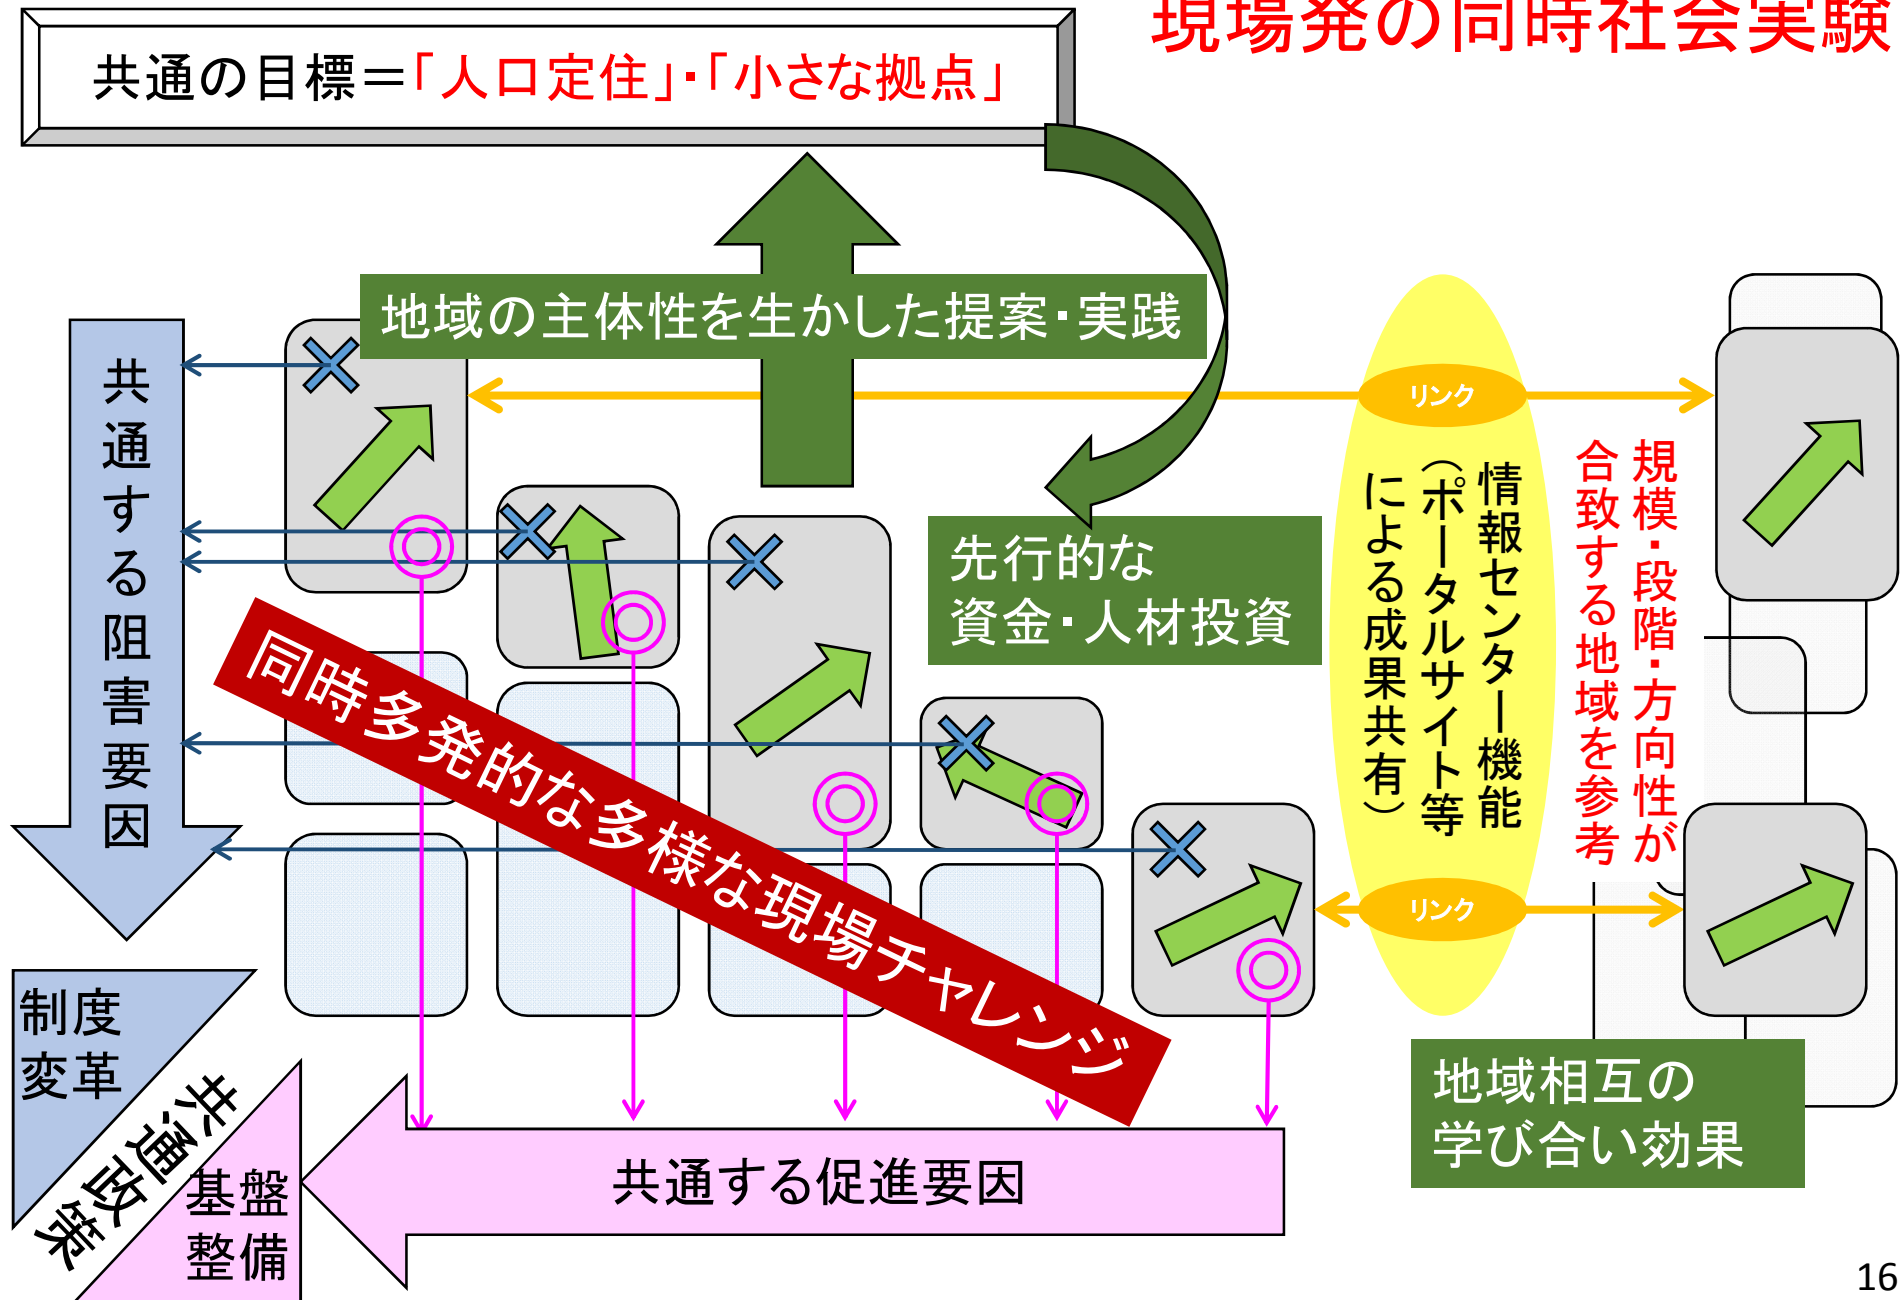 現場発の同時社会実験
共通の目標＝「人口定住」・「小さな拠点」
地域の主体性を生かした提案・実践
共通する阻害要因
リンク
先行的な
資金・人材投資
情報センター機能
（ポータルサイト等
による成果共有）
規模・段階・方向性が
合致する地域を参考
同時多発的な多様な現場チャレンジ
リンク
制度
変革
共通政策
基盤
整備
共通する促進要因
地域相互の
学び合い効果
16